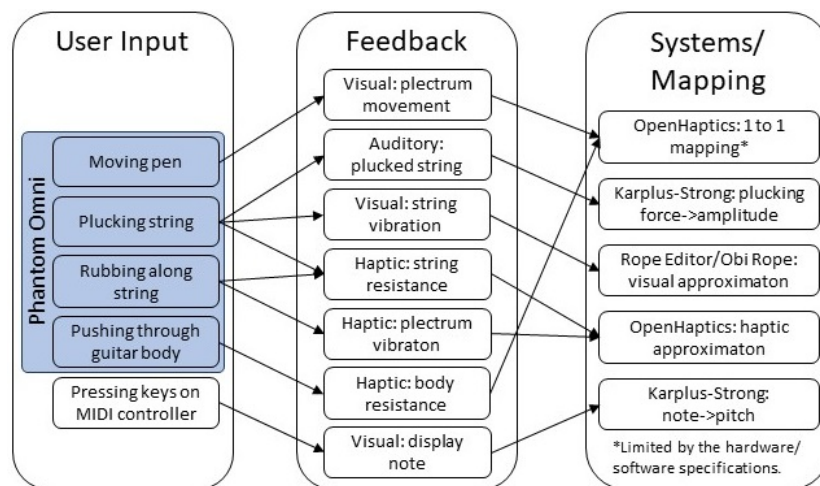 User Input
Phantom Omni
Moving pen
Plucking string
Rubbing along
string
Pushing through
guitar body
Pressing keys on
MIDI controller
Feedback
Visual: plectrum
movement
Auditory:
plucked string
Visual: string
vibration
Haptic: string
resistance
Haptic: plectrum
vibraton
Haptic: body
resistance
Visual: display
note
Systems/
Mapping
OpenHaptics: 1 to 1
mapping*
Karplus-Strong: plucking
force->amplitude
Rope Editor/Obi Rope:
visual approximaton
OpenHaptics: haptic
approximaton
Karplus-Strong:
note->pitch
*Limited by the hardware/
software specifications.